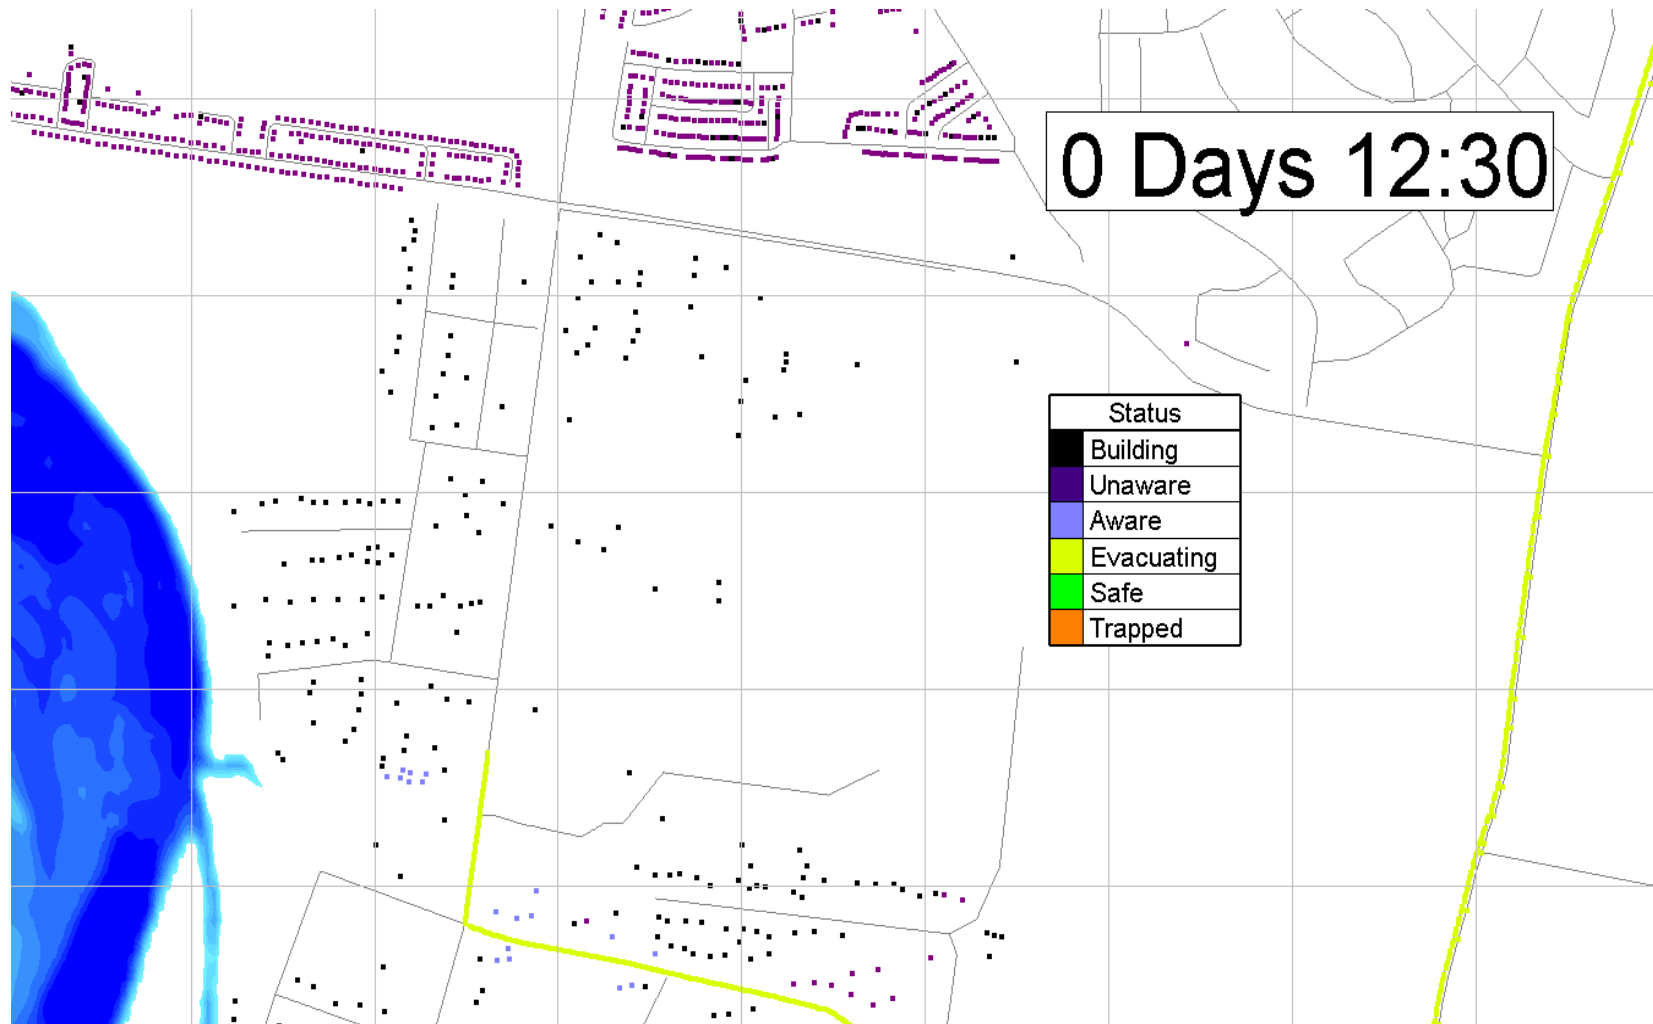 0 Days 12:30
Status
Building
Unaware
Aware
Evacuating
Safe
Trapped